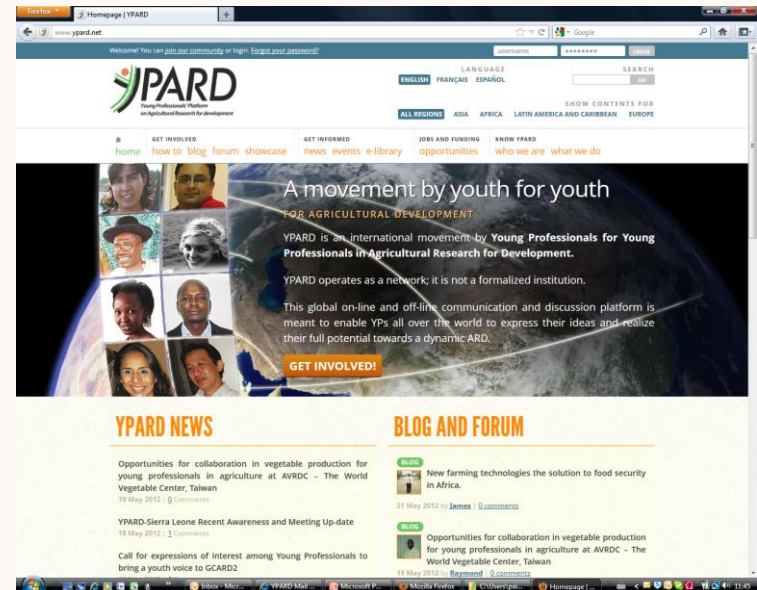 Firefox
Homepage | YPARD
www.ypard.net
Google
Welcome! You can join our community or login. Forgot your password?
username
LOGIN
YPARD
Young Professionals' Platform
on Agricultural Research for development
LANGUAGE
ENGLISH FRANÇAIS ESPAÑOL
SEARCH
GO
SHOW CONTENTS FOR
ALL REGIONS ASIA AFRICA LATIN AMERICA AND CARIBBEAN EUROPE
GET INVOLVED GET INFORMED JOBS AND FUNDING KNOW YPARD
home how to blog forum showcase news events e-library opportunities who we are what we do
A movement by youth for youth
FOR AGRICULTURAL DEVELOPMENT
YPARD is an international movement by Young Professionals for Young
Professionals in Agricultural Research for Development.
YPARD operates as a network; it is not a formalized institution.
This global on-line and off-line communication and discussion platform is
meant to enable YPs all over the world to express their ideas and realize
their full potential towards a dynamic ARD.
GET INVOLVED!
YPARD NEWS
Opportunities for collaboration in vegetable production for
young professionals in agriculture at AVRDC – The World
Vegetable Center, Taiwan
19 May 2012 | 0 Comments
YPARD-Sierra Leone Recent Awareness and Meeting Up-date
18 May 2012 | 1 Comments
Call for expressions of interest among Young Professionals to
bring a youth voice to GCARD2
BLOG AND FORUM
BLOG
New farming technologies the solution to food security
in Africa.
21 May 2012 by James | 0 comments
BLOG
Opportunities for collaboration in vegetable production
for young professionals in agriculture at AVRDC – The
World Vegetable Center, Taiwan
19 May 2012 by Raymond | 0 comments
Inbox - Micr... YPARD Mail ... Microsoft P... Mozilla Firefox C:\Users\pai... Homepage | ... 11:45